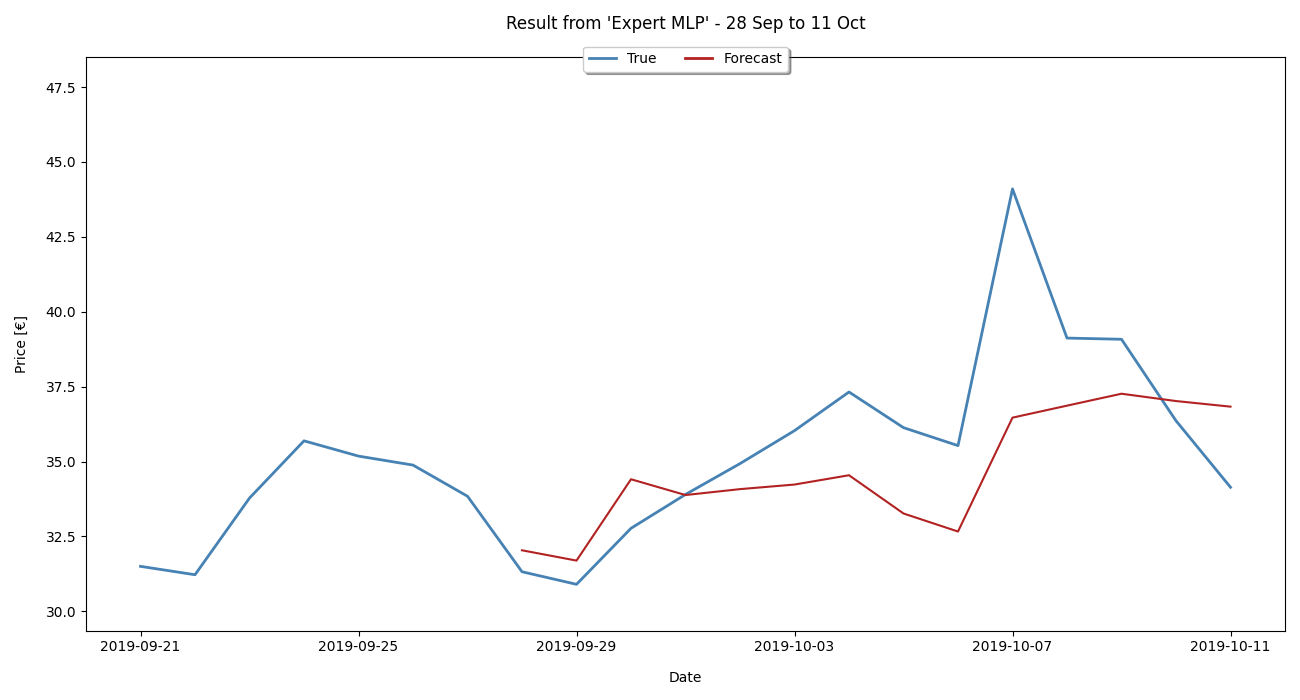 Result from 'Expert MLP' - 28 Sep to 11 Oct
True Forecast
47.5
45.0
42.5
40.0
37.5
35.0
32.5
30.0
Price [€]
2019-09-21 2019-09-25 2019-09-29 2019-10-03 2019-10-07 2019-10-11
Date